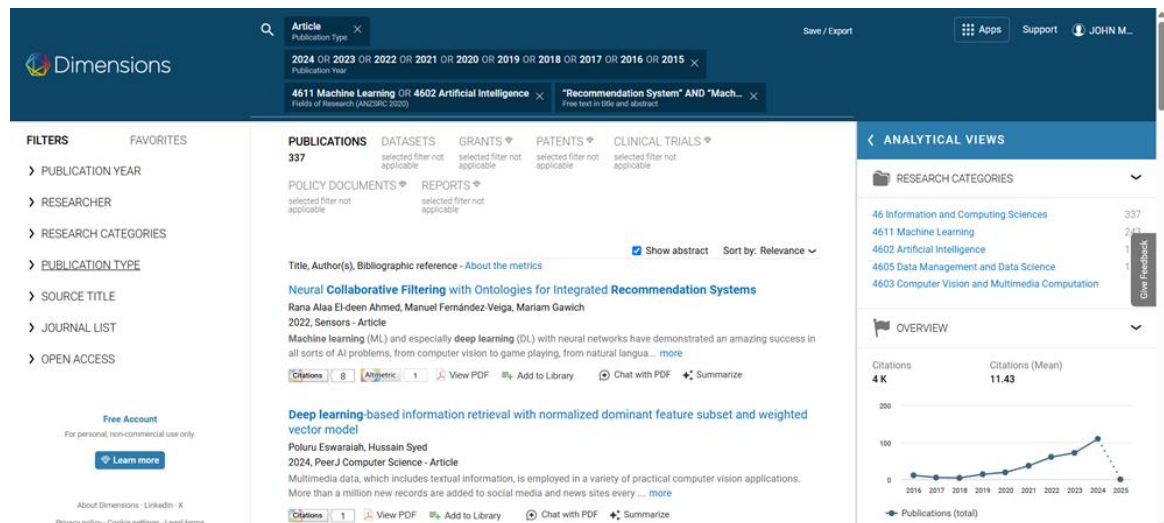 Dimensions
Article
Publication Type
2024 OR 2023 OR 2022 OR 2021 OR 2020 OR 2019 OR 2018 OR 2017 OR 2016 OR 2015
Publication Year
4611 Machine Learning OR 4602 Artificial Intelligence
Fields of Research (ANZSRC 2020)
"Recommendation System" AND "Mach...
Free text in title and abstract
Save / Export
Apps
Support
JOHN M...
FILTERS
FAVORITES
PUBLICATION YEAR
RESEARCHER
RESEARCH CATEGORIES
PUBLICATION TYPE
SOURCE TITLE
JOURNAL LIST
OPEN ACCESS
Free Account
For personal, non-commercial use only
Learn more
About Dimensions · LinkedIn · X
Privacy policy · Cookie settings · Legal terms
PUBLICATIONS
337
DATASETS
selected filter not
applicable
GRANTS
selected filter not
applicable
PATENTS
selected filter not
applicable
CLINICAL TRIALS
selected filter not
applicable
POLICY DOCUMENTS
selected filter not
applicable
REPORTS
selected filter not
applicable
Show abstract
Sort by: Relevance
Title, Author(s), Bibliographic reference - About the metrics
Neural Collaborative Filtering with Ontologies for Integrated Recommendation Systems
Rana Alaa El-deen Ahmed, Manuel Fernández-Veiga, Mariam Gawich
2022, Sensors - Article
Machine learning (ML) and especially deep learning (DL) with neural networks have demonstrated an amazing success in
all sorts of AI problems, from computer vision to game playing, from natural langua... more
Citations 8 Altmetric 1 View PDF Add to Library Chat with PDF Summarize
Deep learning-based information retrieval with normalized dominant feature subset and weighted
vector model
Poluru Eswaraiah, Hussain Syed
2024, PeerJ Computer Science - Article
Multimedia data, which includes textual information, is employed in a variety of practical computer vision applications.
More than a million new records are added to social media and news sites every ... more
Citations 1 View PDF Add to Library Chat with PDF Summarize
ANALYTICAL VIEWS
RESEARCH CATEGORIES
46 Information and Computing Sciences 337
4611 Machine Learning
4602 Artificial Intelligence
4605 Data Management and Data Science
4603 Computer Vision and Multimedia Computation
Give Feedback
OVERVIEW
Citations
4 K
Citations (Mean)
11.43
200
100
0
2016 2017 2018 2019 2020 2021 2022 2023 2024 2025
Publications (total)